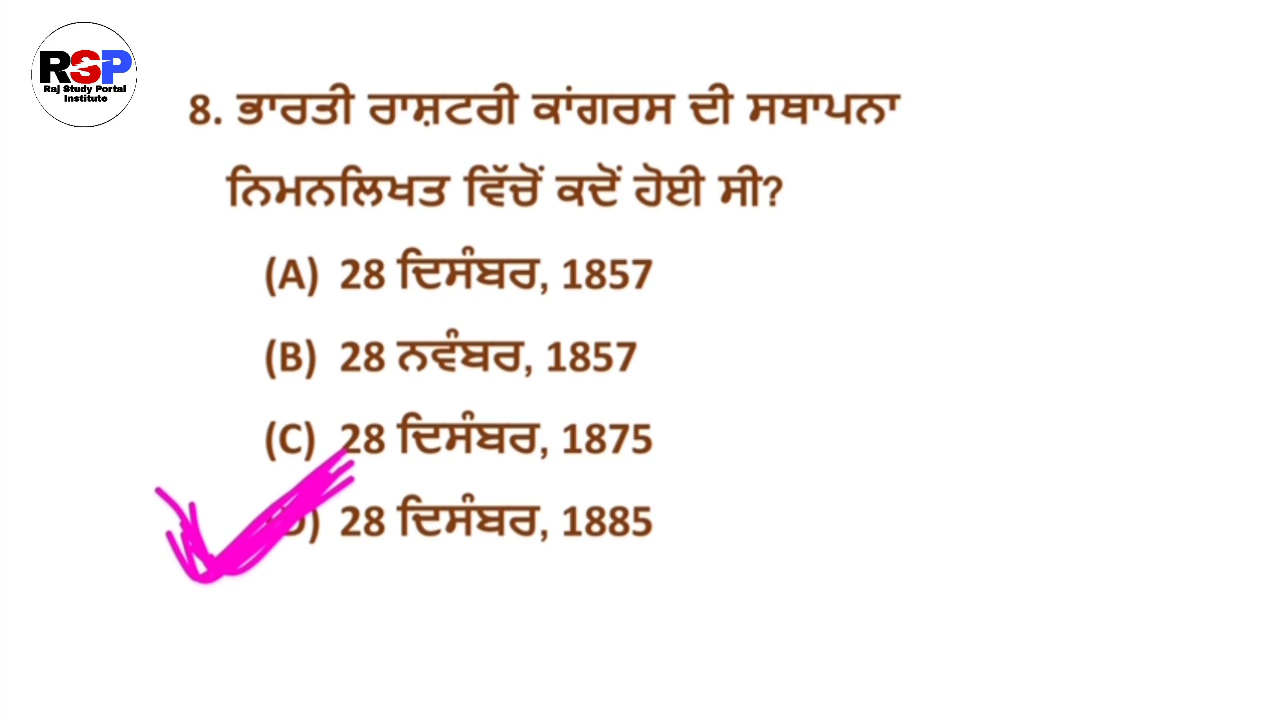 RSP
Raj Study Portal
Institute
8. ਭਾਰਤੀ ਰਾਸ਼ਟਰੀ ਕਾਂਗਰਸ ਦੀ ਸਥਾਪਨਾ
ਨਿਮਨਲਿਖਤ ਵਿੱਚੋਂ ਕਦੋਂ ਹੋਈ ਸੀ?
(A) 28 ਦਿਸੰਬਰ, 1857
(B) 28 ਨਵੰਬਰ, 1857
(C) 28 ਦਿਸੰਬਰ, 1875
(D) 28 ਦਿਸੰਬਰ, 1885